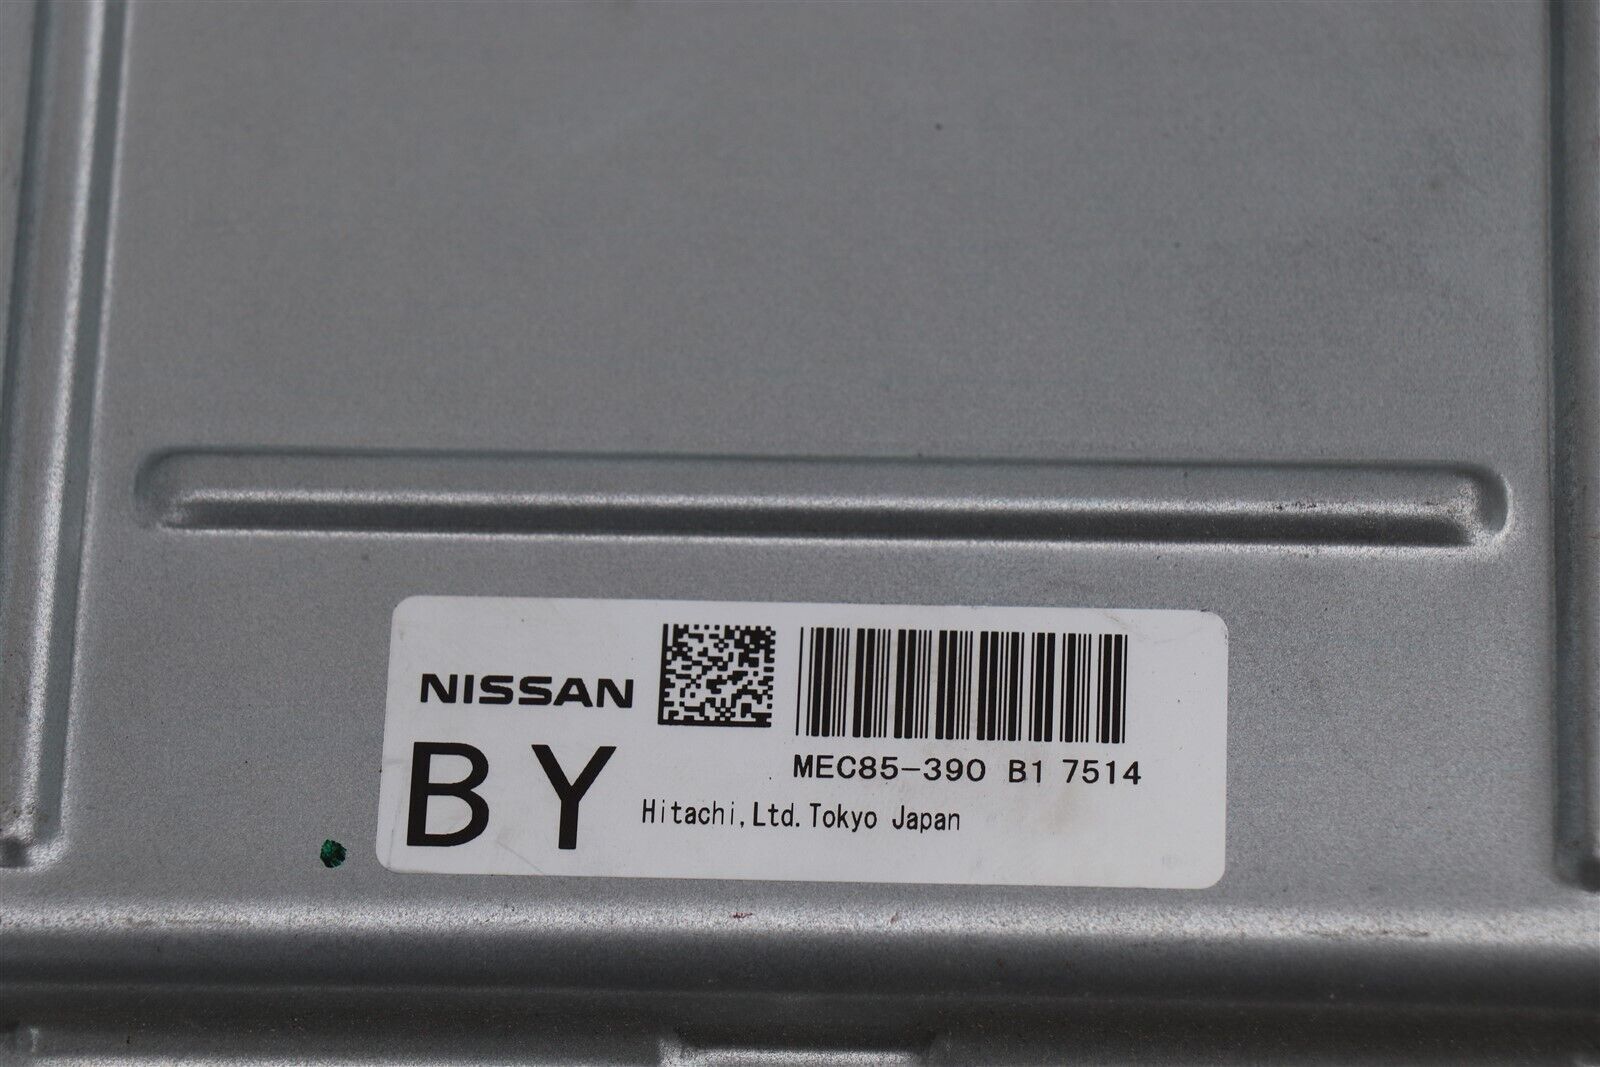 NISSAN
MEC85-390 B1 7514
BY
Hitachi,Ltd.Tokyo Japan